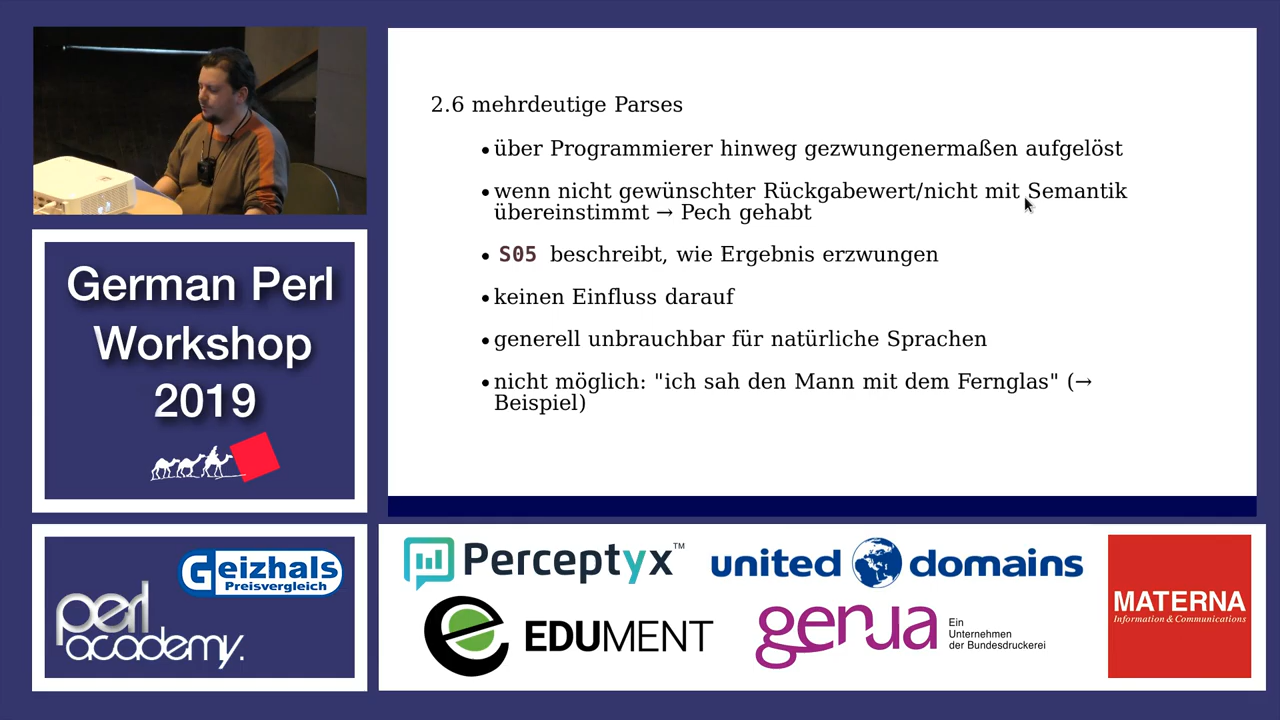 2.6 mehrdeutige Parses
• über Programmierer hinweg gezwungenermaßen aufgelöst
• wenn nicht gewünschter Rückgabewert/nicht mit Semantik
übereinstimmt → Pech gehabt
• S05 beschreibt, wie Ergebnis erzwungen
• keinen Einfluss darauf
• generell unbrauchbar für natürliche Sprachen
• nicht möglich: "ich sah den Mann mit dem Fernglas" (→
Beispiel)
German Perl
Workshop
2019
Geizhals
Preisvergleich
perl
academy.
Perceptyx™
united domains
EDUMENT
genua
Ein
Unternehmen
der Bundesdruckerei
MATERNA
Information & Communications